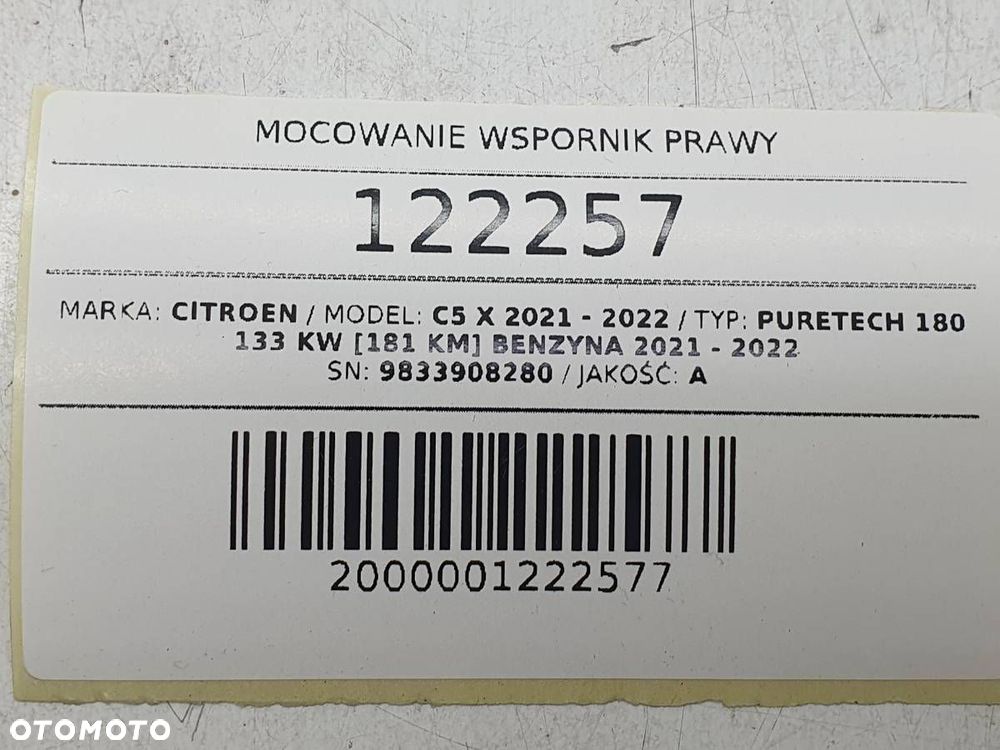 MOCOWANIE WSPORNIK PRAWY
122257
MARKA: CITROEN / MODEL: C5 X 2021 - 2022 / TYP: PURETECH 180
133 KW [181 KM] BENZYNA 2021 - 2022
SN: 9833908280 / JAKOŚĆ: A
2000001222577
OTOMOTO